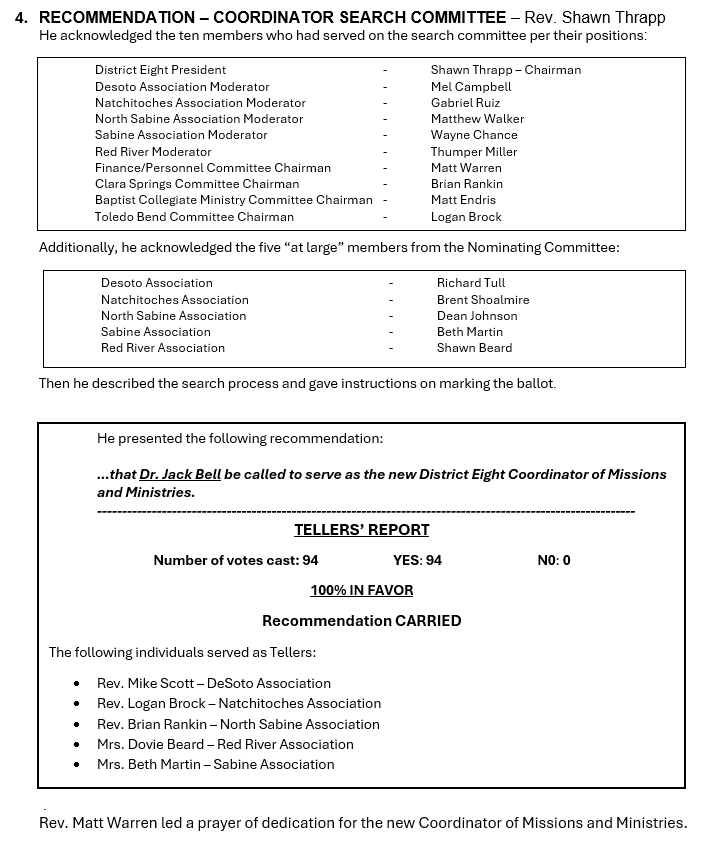 4. RECOMMENDATION – COORDINATOR SEARCH COMMITTEE – Rev. Shawn Thrapp
He acknowledged the ten members who had served on the search committee per their positions:
District Eight President - Shawn Thrapp – Chairman
Desoto Association Moderator - Mel Campbell
Natchitoches Association Moderator - Gabriel Ruiz
North Sabine Association Moderator - Matthew Walker
Sabine Association Moderator - Wayne Chance
Red River Moderator - Thumper Miller
Finance/Personnel Committee Chairman - Matt Warren
Clara Springs Committee Chairman - Brian Rankin
Baptist Collegiate Ministry Committee Chairman - Matt Endris
Toledo Bend Committee Chairman - Logan Brock
Additionally, he acknowledged the five “at large” members from the Nominating Committee:
Desoto Association - Richard Tull
Natchitoches Association - Brent Shoalmire
North Sabine Association - Dean Johnson
Sabine Association - Beth Martin
Red River Association - Shawn Beard
Then he described the search process and gave instructions on marking the ballot.
He presented the following recommendation:
...that Dr. Jack Bell be called to serve as the new District Eight Coordinator of Missions
and Ministries.
--------------------------------------------------------------------------------------------------------------
TELLERS’ REPORT
Number of votes cast: 94 YES: 94 N0: 0
100% IN FAVOR
Recommendation CARRIED
The following individuals served as Tellers:
• Rev. Mike Scott – DeSoto Association
• Rev. Logan Brock – Natchitoches Association
• Rev. Brian Rankin – North Sabine Association
• Mrs. Dovie Beard – Red River Association
• Mrs. Beth Martin – Sabine Association
.
Rev. Matt Warren led a prayer of dedication for the new Coordinator of Missions and Ministries.